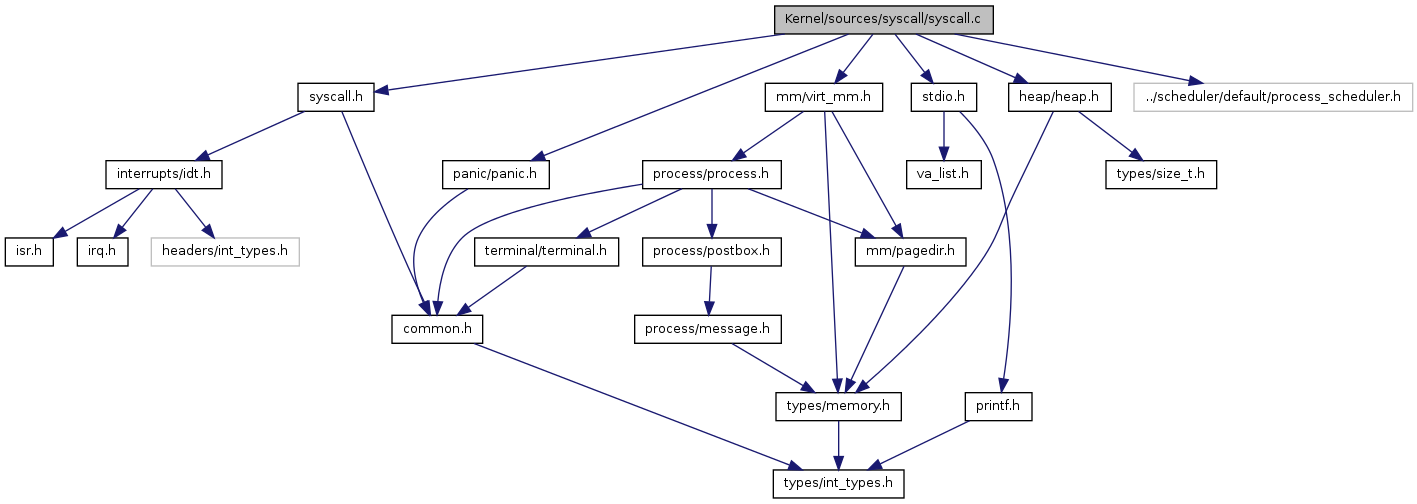 Kernel/sources/syscall/syscall.c
syscall.h
mm/virt_mm.h
stdio.h
heap/heap.h
../scheduler/default/process_scheduler.h
interrupts/idt.h
panic/panic.h
process/process.h
va_list.h
types/size_t.h
isr.h
irq.h
headers/int_types.h
terminal/terminal.h
process/postbox.h
mm/pagedir.h
common.h
process/message.h
types/memory.h
printf.h
types/int_types.h